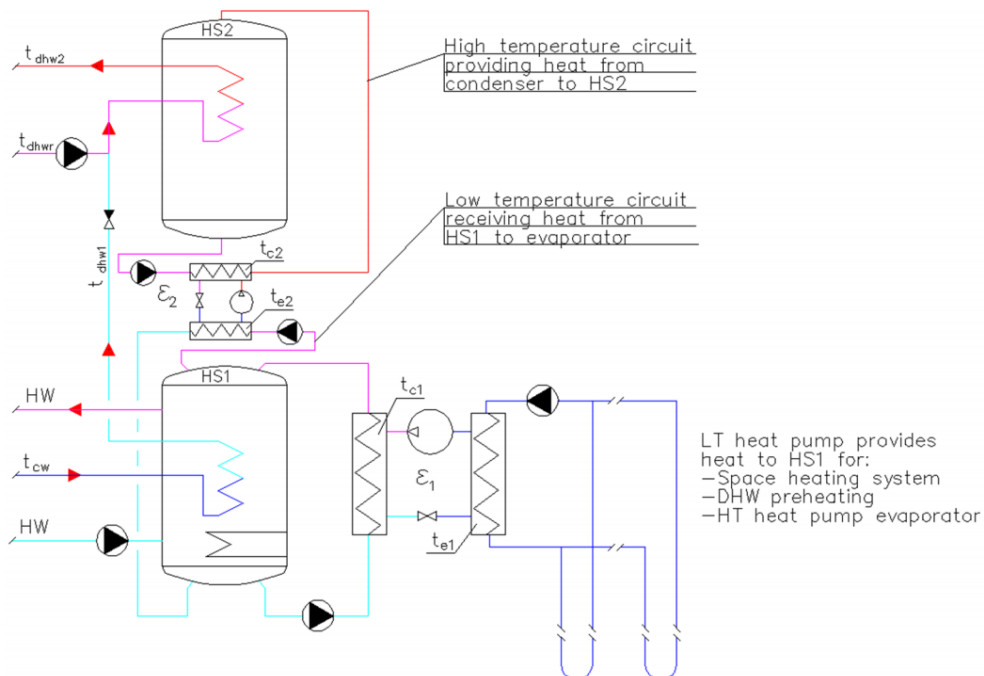 HS2
t dhw2
High temperature circuit
providing heat from
condenser to HS2
t dhwr
Low temperature circuit
receiving heat from
HS1 to evaporator
t dhw1
t c2
ε2
t e2
HS1
HW
t c1
t cw
ε1
LT heat pump provides
heat to HS1 for:
-Space heating system
-DHW preheating
-HT heat pump evaporator
HW
t e1